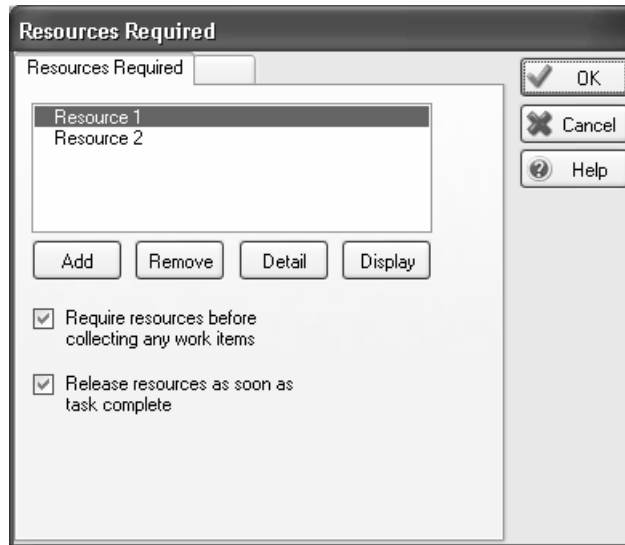 Resources Required
Resources Required
OK
Cancel
Help
Resource 1
Resource 2
Add Remove Detail Display
Require resources before
collecting any work items
Release resources as soon as
task complete